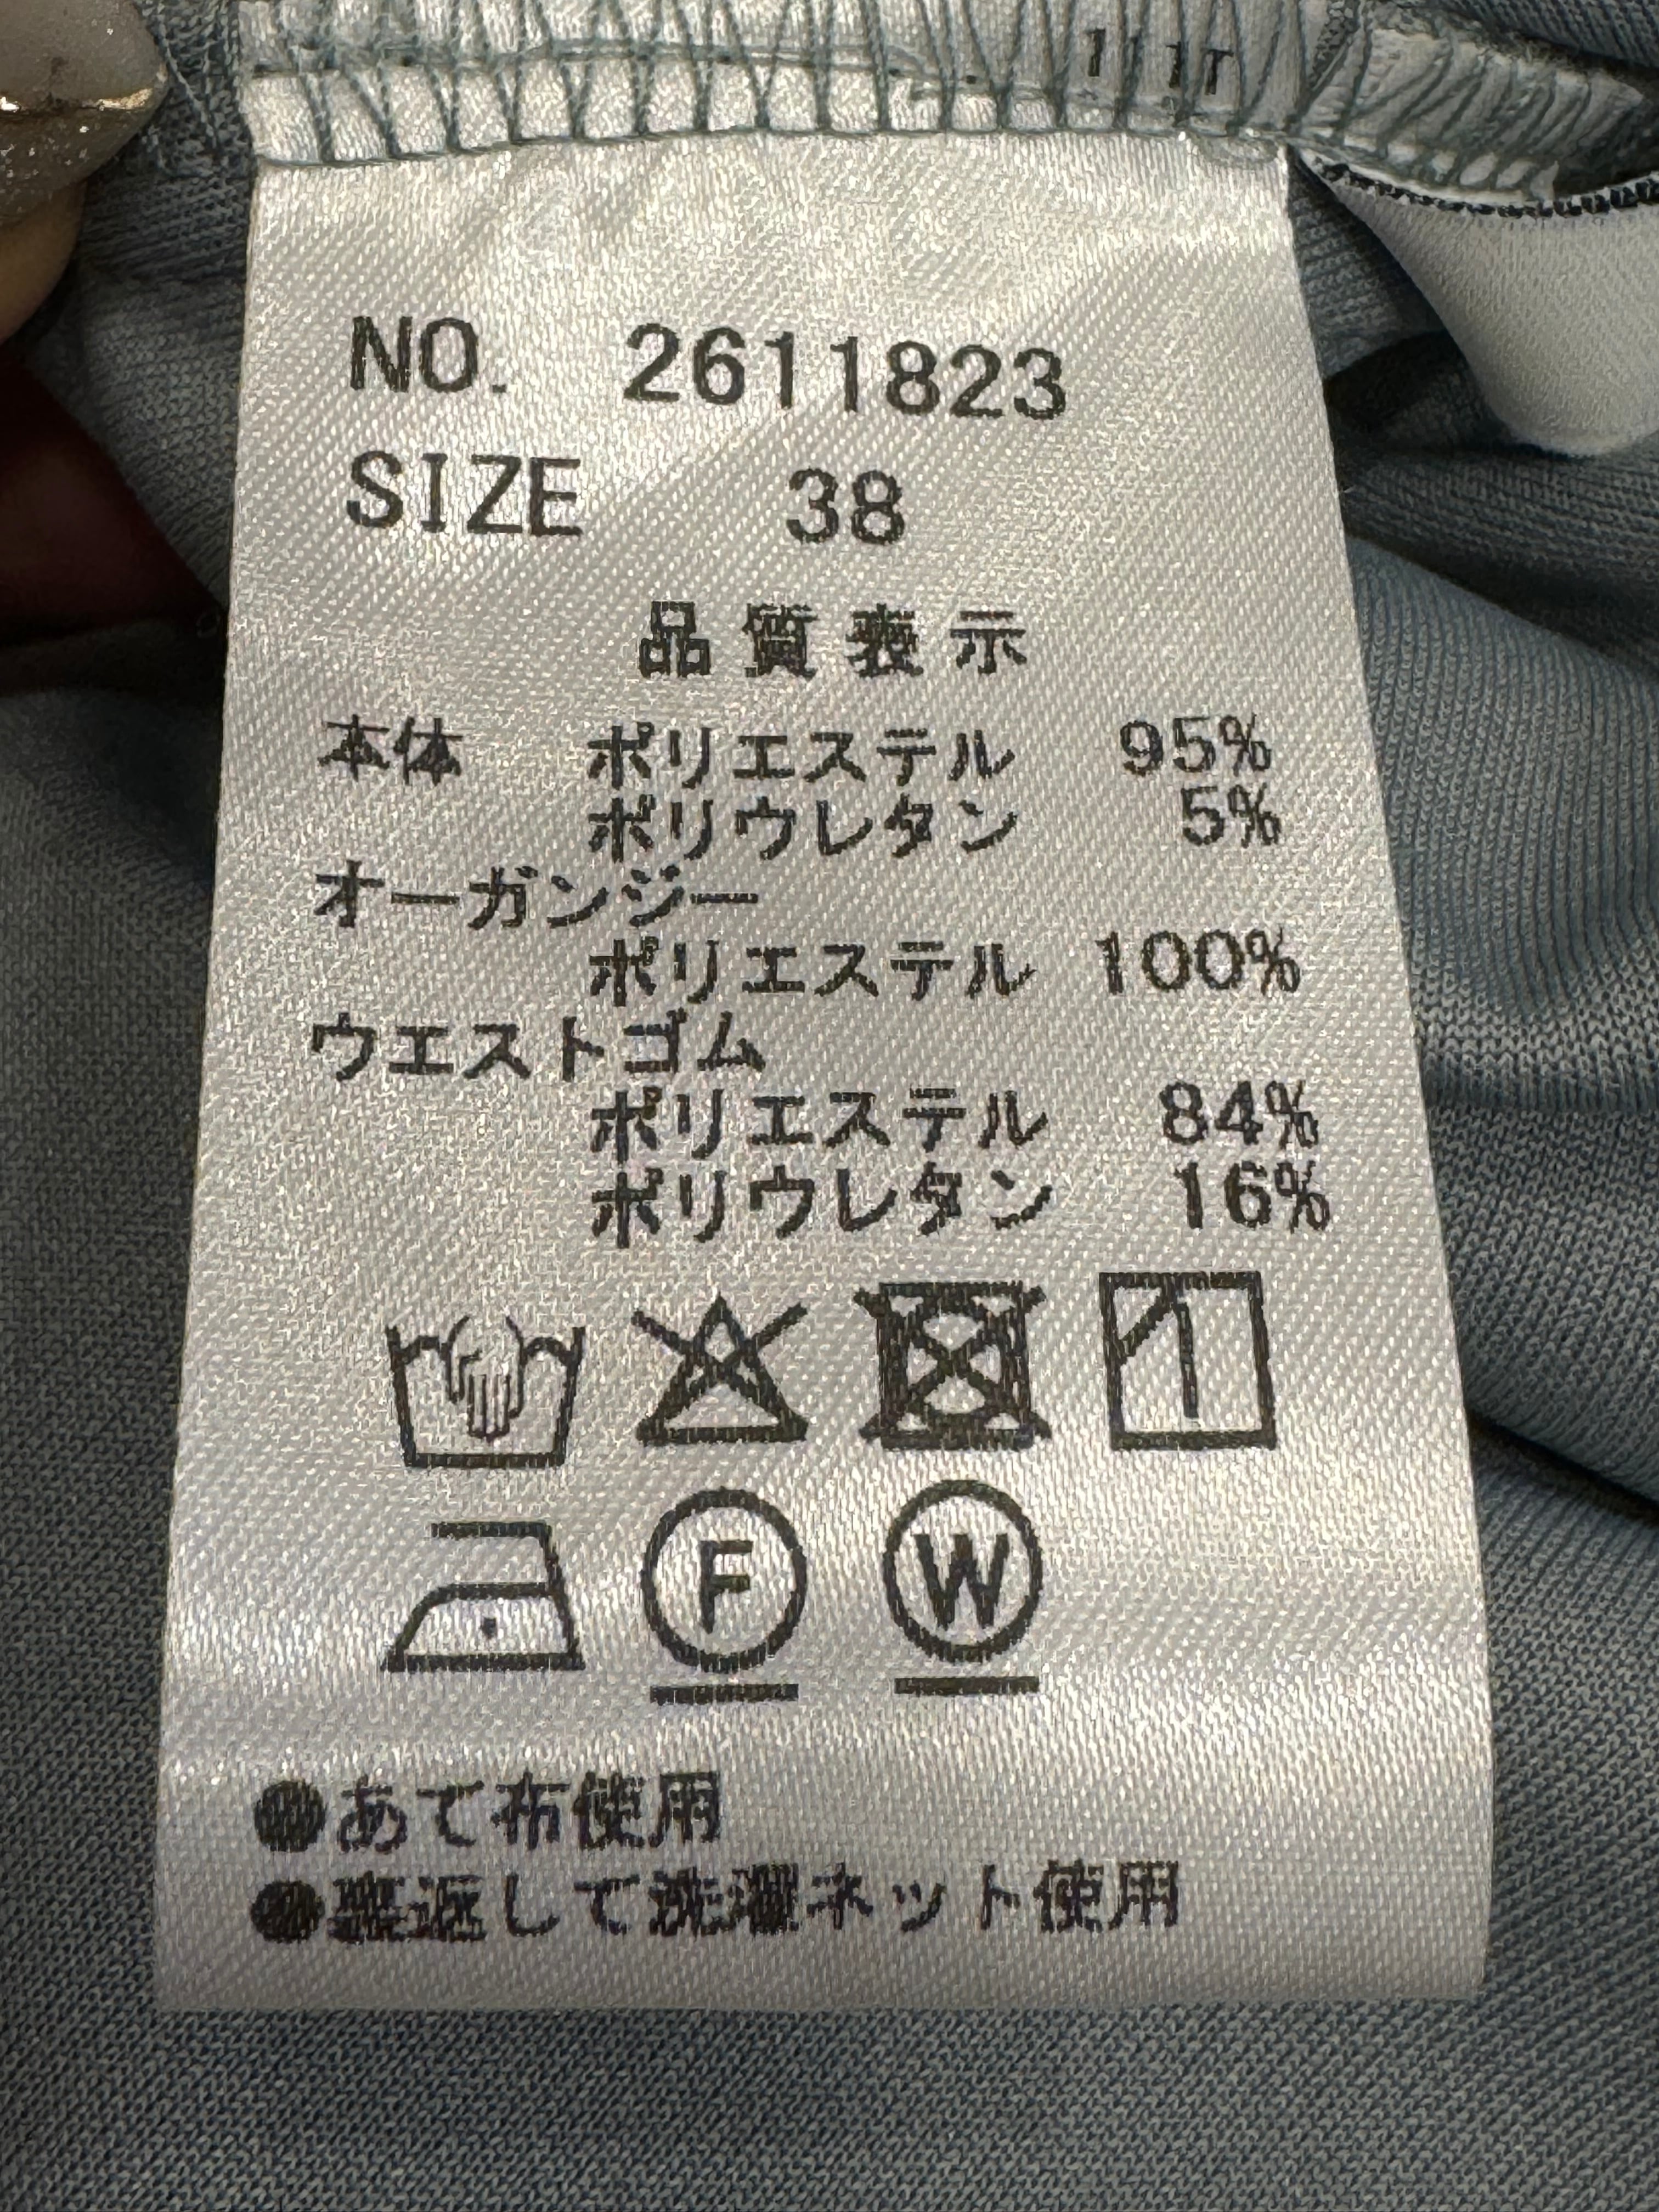 NO. 2611823
SIZE 38
品質表示
本体 ポリエステル 95%
ポリウレタン 5%
オーガンジー
ポリエステル 100%
ウエストゴム
ポリエステル 84%
ポリウレタン 16%
F W
●あて布使用
●裏返して洗濯ネット使用